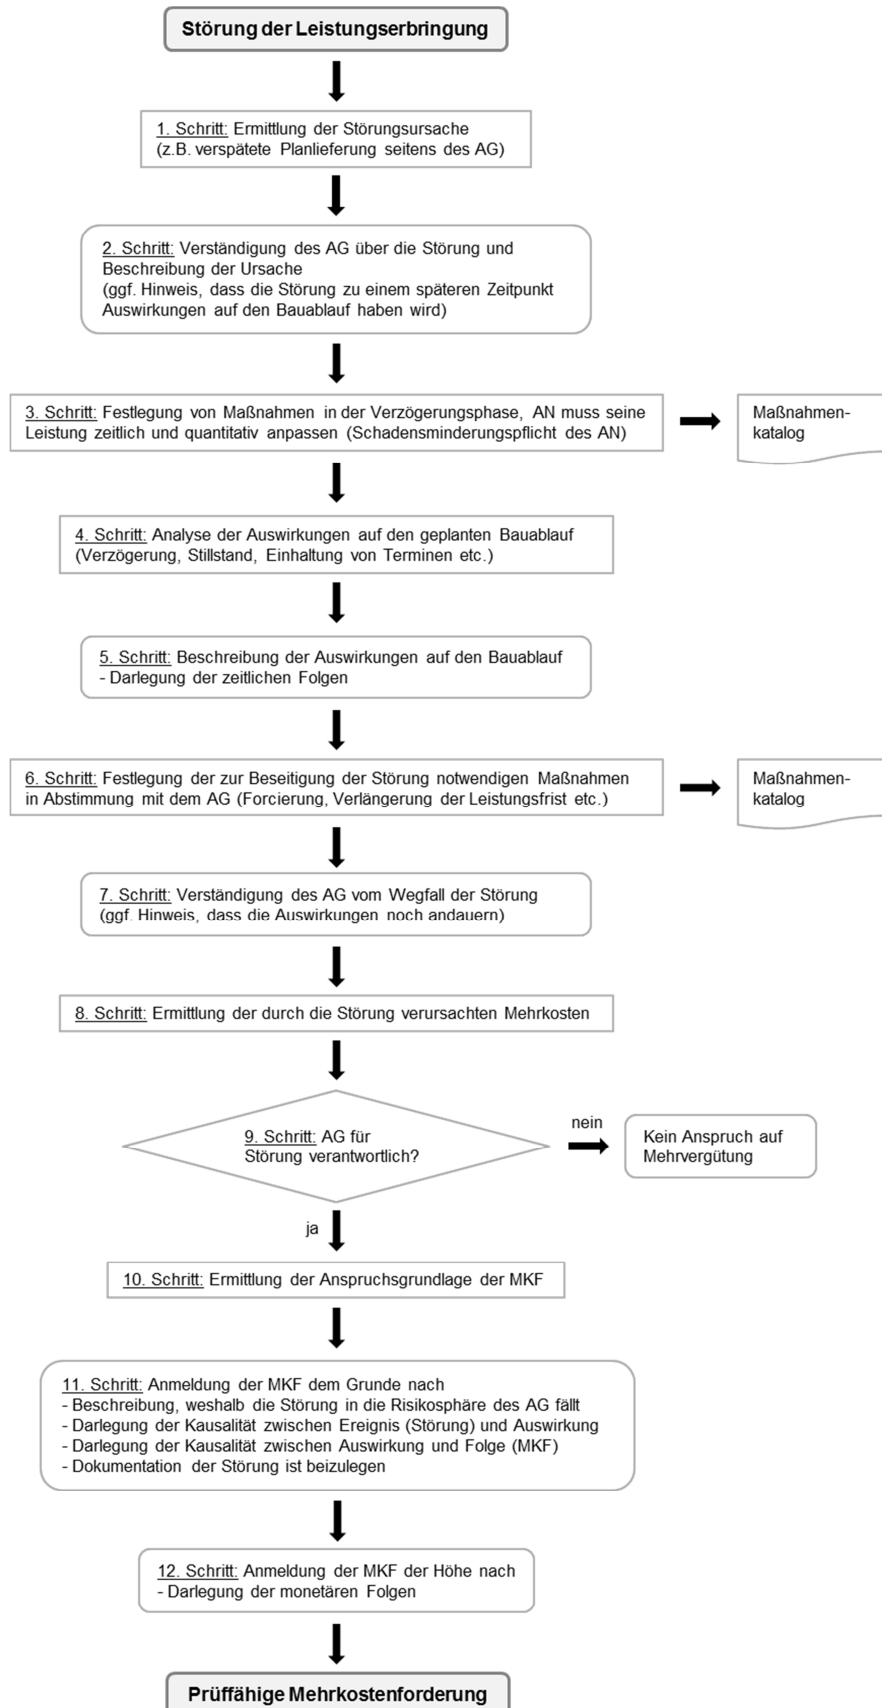 Störung der Leistungserbringung
1. Schritt: Ermittlung der Störungsursache
(z.B. verspätete Planlieferung seitens des AG)
2. Schritt: Verständigung des AG über die Störung und
Beschreibung der Ursache
(ggf. Hinweis, dass die Störung zu einem späteren Zeitpunkt
Auswirkungen auf den Bauablauf haben wird)
3. Schritt: Festlegung von Maßnahmen in der Verzögerungsphase, AN muss seine
Leistung zeitlich und quantitativ anpassen (Schadensminderungspflicht des AN)
Maßnahmen-
katalog
4. Schritt: Analyse der Auswirkungen auf den geplanten Bauablauf
(Verzögerung, Stillstand, Einhaltung von Terminen etc.)
5. Schritt: Beschreibung der Auswirkungen auf den Bauablauf
- Darlegung der zeitlichen Folgen
6. Schritt: Festlegung der zur Beseitigung der Störung notwendigen Maßnahmen
in Abstimmung mit dem AG (Forcierung, Verlängerung der Leistungsfrist etc.)
Maßnahmen-
katalog
7. Schritt: Verständigung des AG vom Wegfall der Störung
(ggf. Hinweis, dass die Auswirkungen noch andauern)
8. Schritt: Ermittlung der durch die Störung verursachten Mehrkosten
9. Schritt: AG für
Störung verantwortlich?
nein
Kein Anspruch auf
Mehrvergütung
ja
10. Schritt: Ermittlung der Anspruchsgrundlage der MKF
11. Schritt: Anmeldung der MKF dem Grunde nach
- Beschreibung, weshalb die Störung in die Risikosphäre des AG fällt
- Darlegung der Kausalität zwischen Ereignis (Störung) und Auswirkung
- Darlegung der Kausalität zwischen Auswirkung und Folge (MKF)
- Dokumentation der Störung ist beizulegen
12. Schritt: Anmeldung der MKF der Höhe nach
- Darlegung der monetären Folgen
Prüffähige Mehrkostenforderung